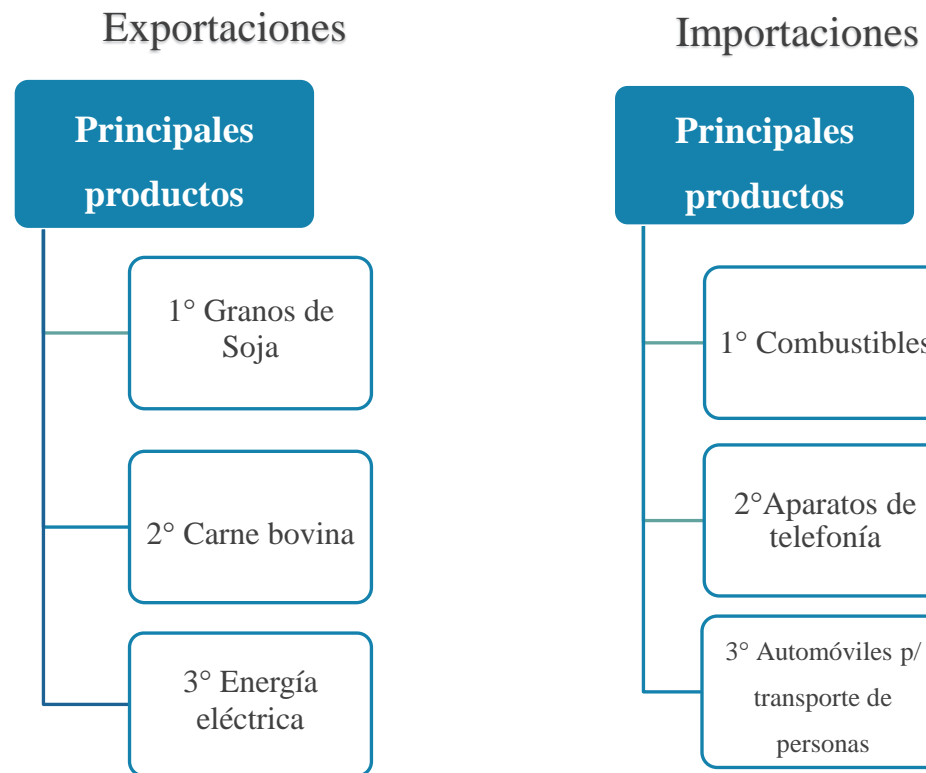 Exportaciones
Principales
productos
1° Granos de
Soja
2° Carne bovina
3° Energía
eléctrica
Importaciones
Principales
productos
1° Combustibles
2°Aparatos de
telefonía
3° Automóviles p/
transporte de
personas